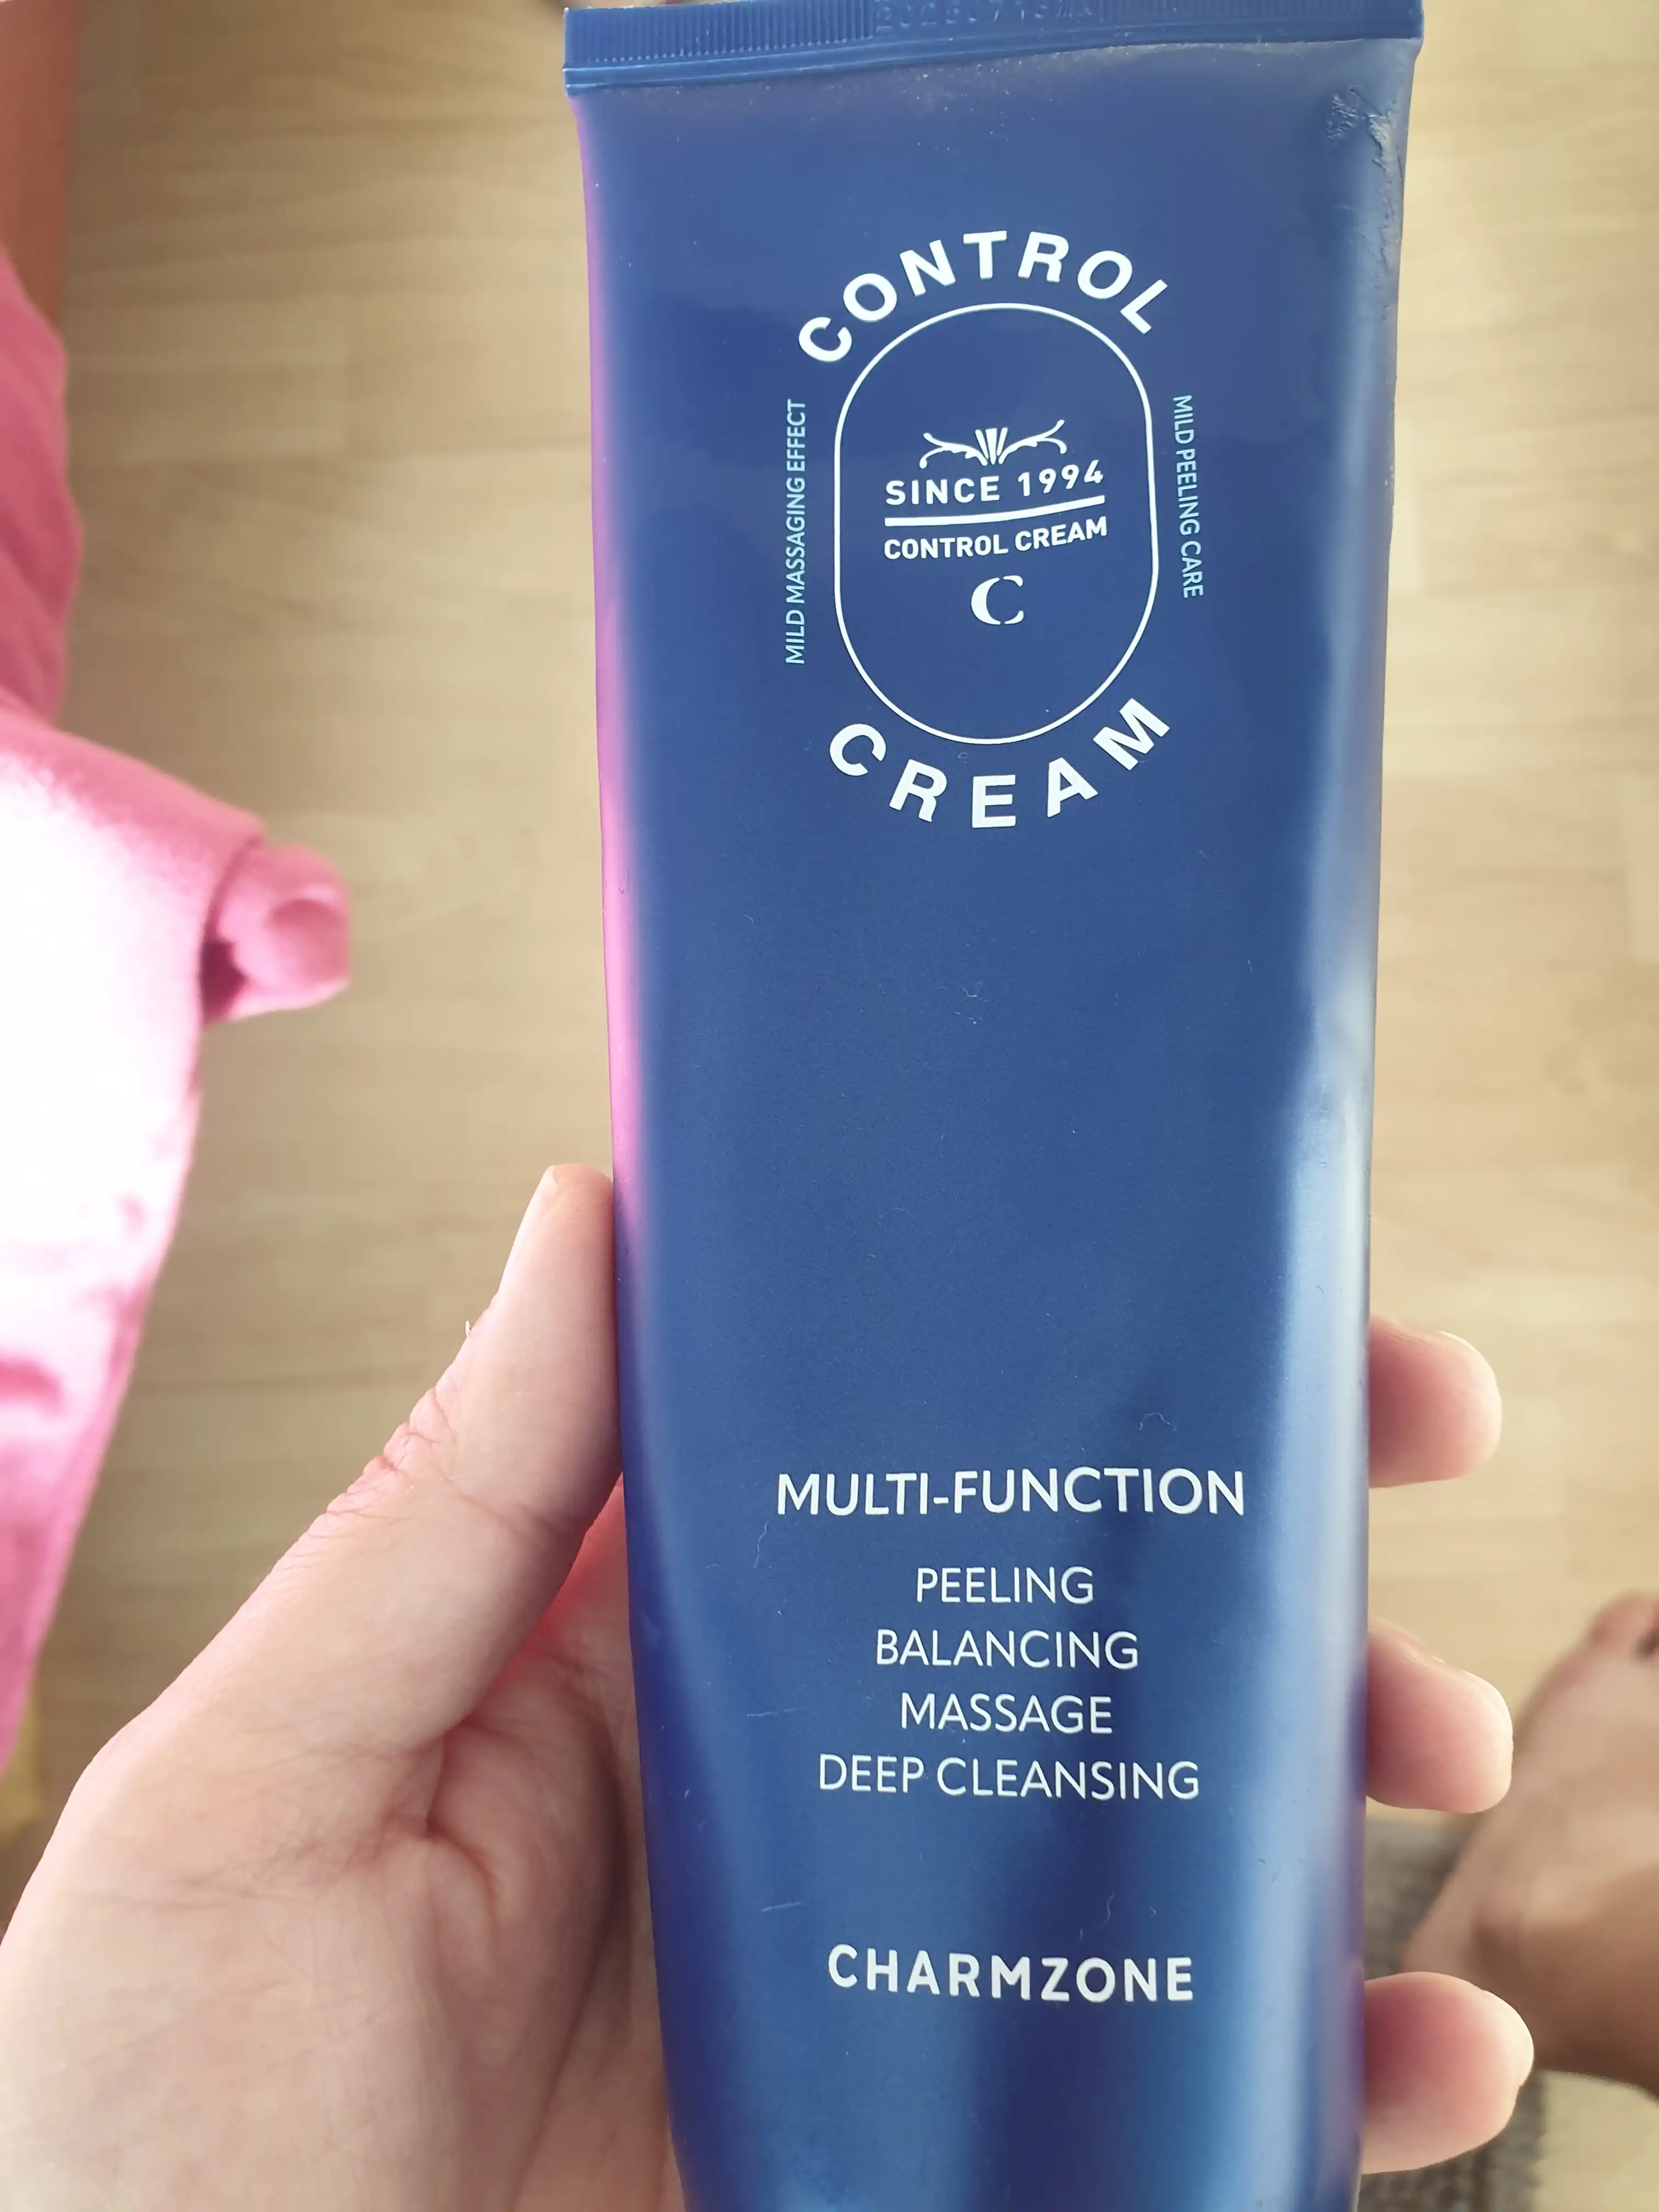 CONTROL
MILD MASSAGING EFFECT
SINCE 1994
CONTROL CREAM
C
MILD PEELING CARE
CREAM
MULTI-FUNCTION
PEELING
BALANCING
MASSAGE
DEEP CLEANSING
CHARMZONE